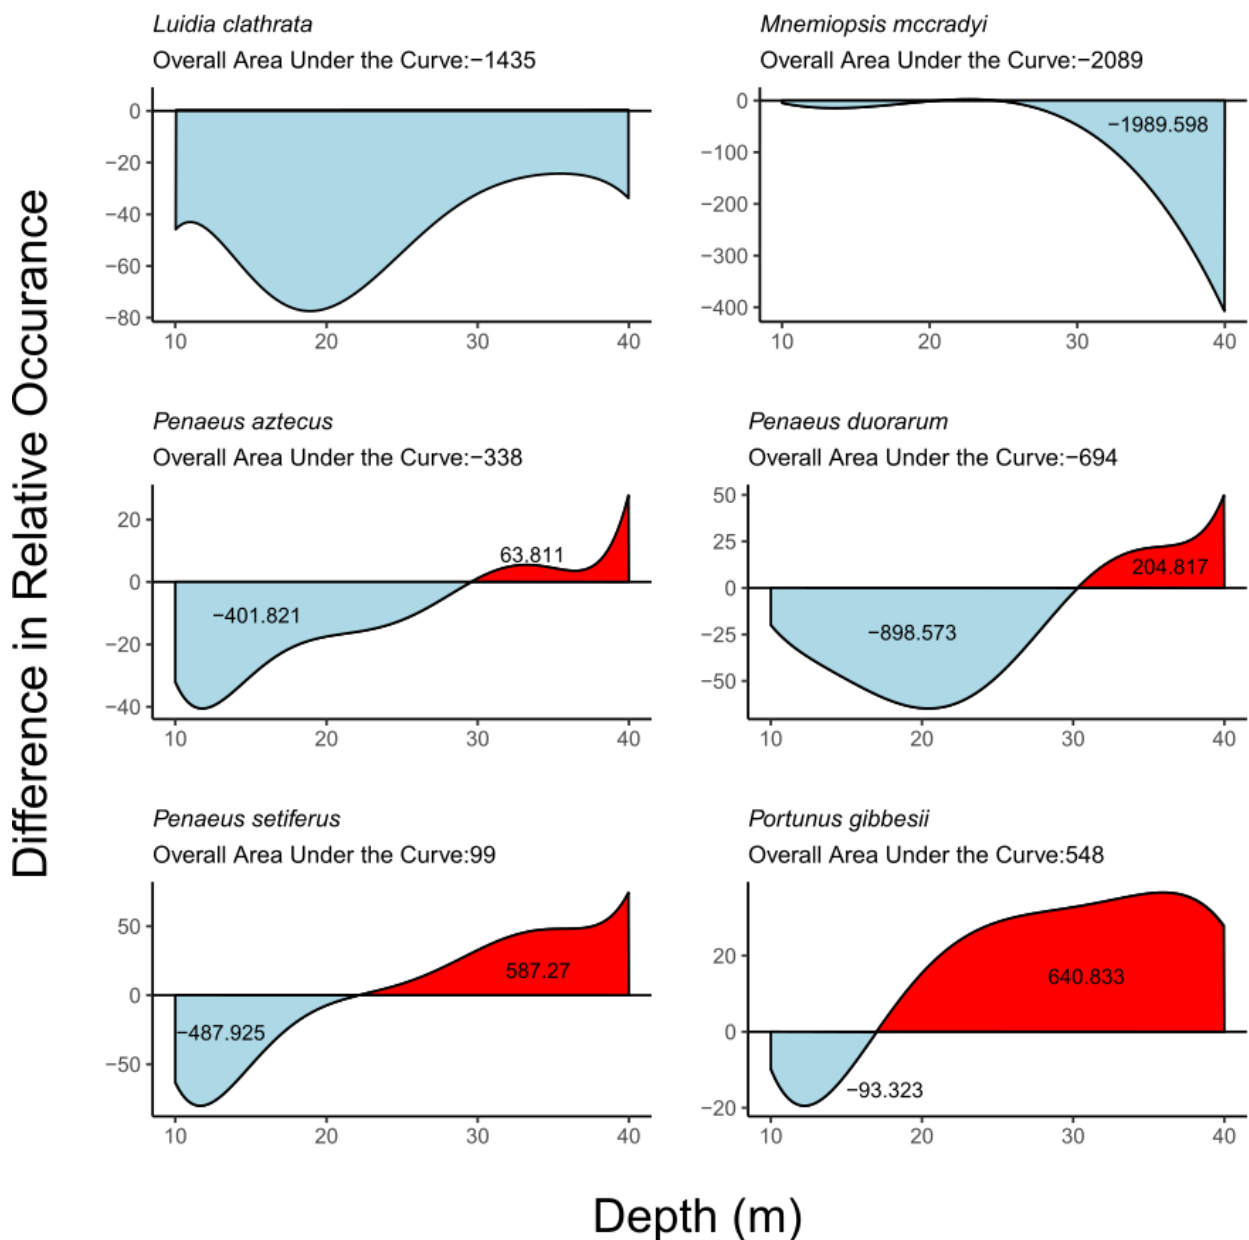 Difference in Relative Occurance
Luidia clathrata
Overall Area Under the Curve:−1435
0
−20
−40
−60
−80
10 20 30 40
Mnemiopsis mccradyi
Overall Area Under the Curve:−2089
0
−100
−200
−300
−400
−1989.598
10 20 30 40
Penaeus aztecus
Overall Area Under the Curve:−338
20
0
−20
−40
63.811
−401.821
10 20 30 40
Penaeus duorarum
Overall Area Under the Curve:−694
50
25
0
−25
−50
204.817
−898.573
10 20 30 40
Penaeus setiferus
Overall Area Under the Curve:99
50
0
−50
587.27
−487.925
10 20 30 40
Portunus gibbesii
Overall Area Under the Curve:548
20
0
−20
640.833
−93.323
10 20 30 40
Depth (m)